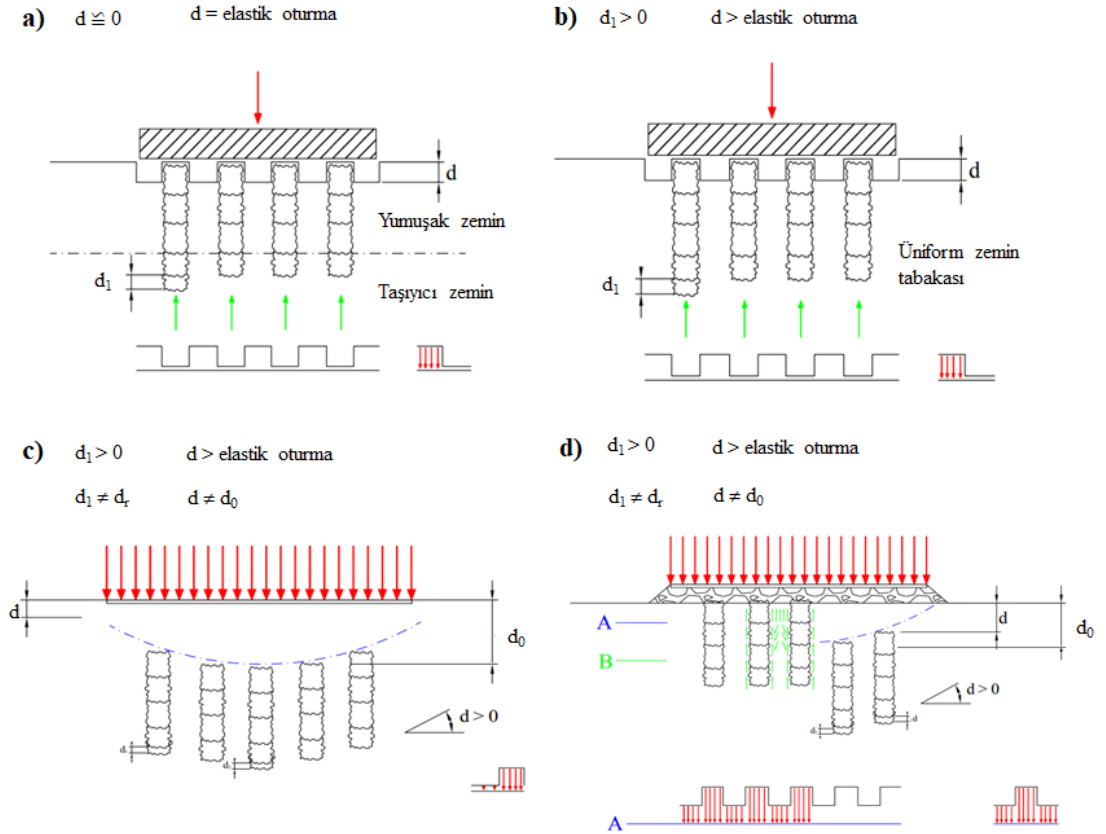 a) d ≌ 0 d = elastik oturma
d
Yumuşak zemin
d₁
Taşıyıcı zemin
b) d₁ > 0 d > elastik oturma
d
Üniform zemin
tabakası
d₁
c) d₁ > 0 d > elastik oturma
d₁ ≠ dᵣ d ≠ d₀
d
d₀
d > 0
d
d
d) d₁ > 0 d > elastik oturma
d₁ ≠ dᵣ d ≠ d₀
A
B
d
d₀
d > 0
d
d
A